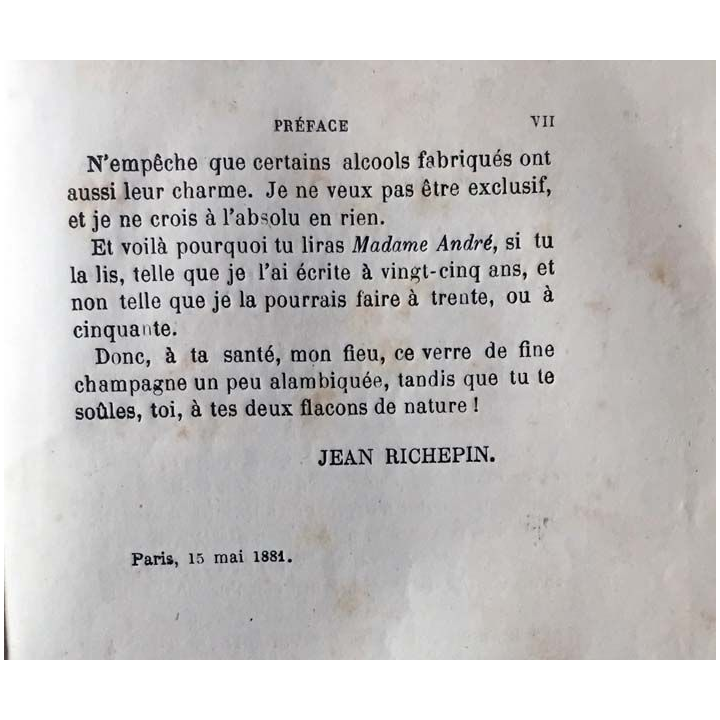 PRÉFACE VII
N'empêche que certains alcools fabriqués ont
aussi leur charme. Je ne veux pas être exclusif,
et je ne crois à l'absolu en rien.
Et voilà pourquoi tu liras Madame André, si tu
la lis, telle que je l'ai écrite à vingt-cinq ans, et
non telle que je la pourrais faire à trente, ou à
cinquante.
Donc, à ta santé, mon fieu, ce verre de fine
champagne un peu alambiquée, tandis que tu te
soûles, toi, à tes deux flacons de nature !
JEAN RICHEPIN.
Paris, 15 mai 1881.